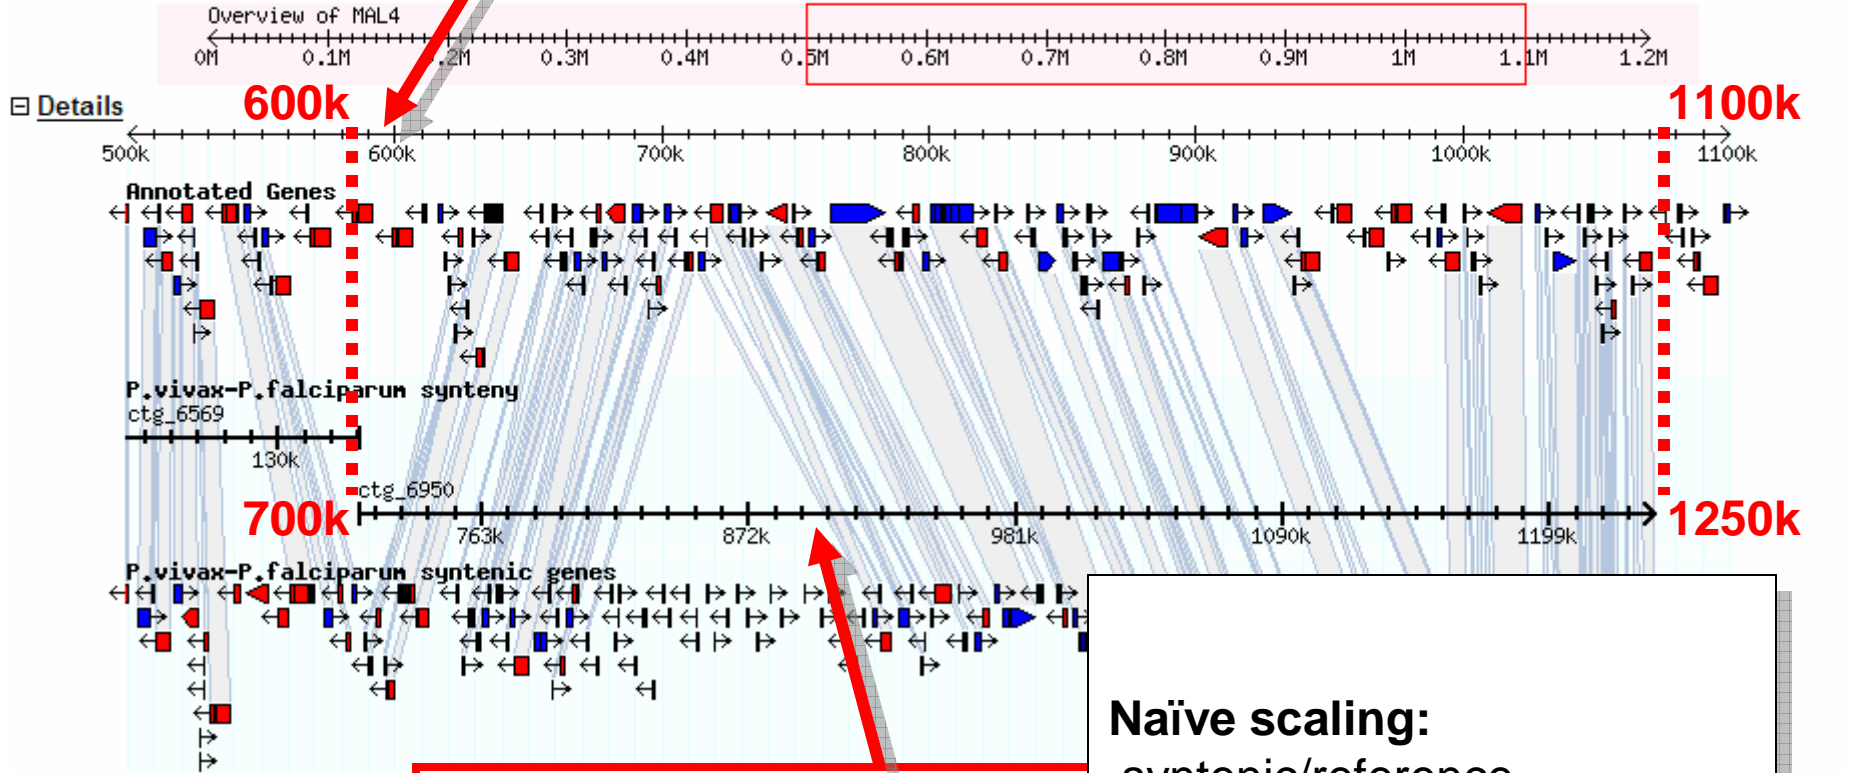 Overview of MAL4
0M 0.1M 0.2M 0.3M 0.4M 0.5M 0.6M 0.7M 0.8M 0.9M 1M 1.1M 1.2M
Details
600k 1100k
500k 600k 700k 800k 900k 1000k 1100k
Annotated Genes
P.vivax-P.falciparum synteny
ctg_6569
130k
ctg_6950
700k 1250k
763k 872k 981k 1090k 1199k
P.vivax-P.falciparum syntenic genes
Naïve scaling:
syntenic/reference